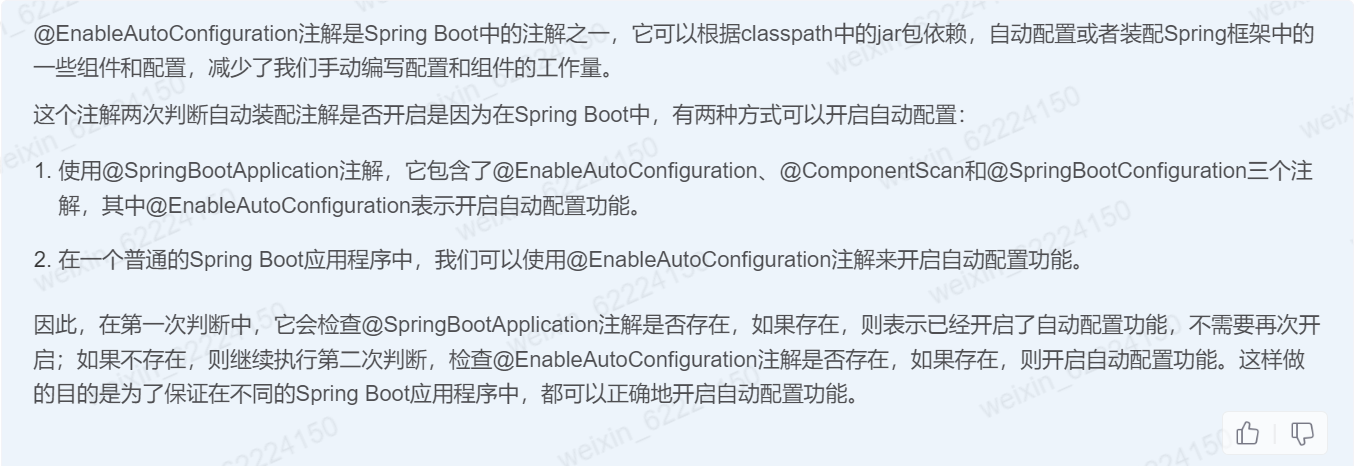 @EnableAutoConfiguration注解是Spring Boot中的注解之一，它可以根据classpath中的jar包依赖，自动配置或者装配Spring框架中的
一些组件和配置，减少了我们手动编写配置和组件的工作量。
这个注解两次判断自动装配注解是否开启是因为在Spring Boot中，有两种方式可以开启自动配置：
1. 使用@SpringBootApplication注解，它包含了@EnableAutoConfiguration、@ComponentScan和@SpringBootConfiguration三个注
解，其中@EnableAutoConfiguration表示开启自动配置功能。
2. 在一个普通的Spring Boot应用程序中，我们可以使用@EnableAutoConfiguration注解来开启自动配置功能。
因此，在第一次判断中，它会检查@SpringBootApplication注解是否存在，如果存在，则表示已经开启了自动配置功能，不需要再次开
启；如果不存在，则继续执行第二次判断，检查@EnableAutoConfiguration注解是否存在，如果存在，则开启自动配置功能。这样做
的目的是为了保证在不同的Spring Boot应用程序中，都可以正确地开启自动配置功能。
weixin_62224150